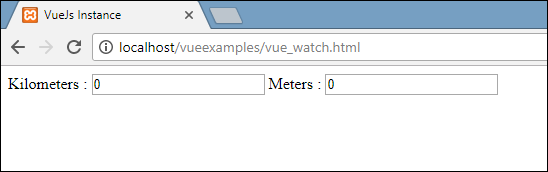 VueJs Instance
localhost/vueexamples/vue_watch.html
Kilometers : 0 Meters : 0